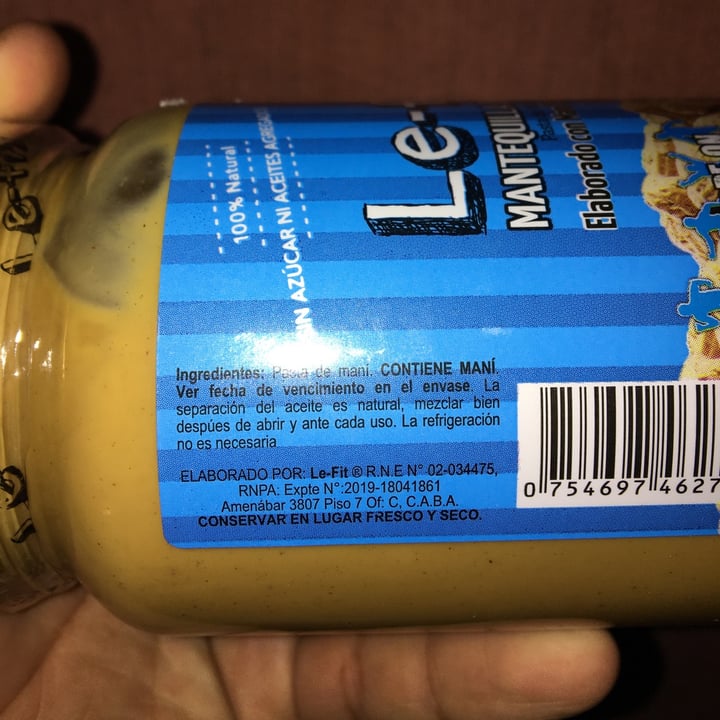 Le-
MANTEQUILL
Elaborado con
100% Natural
SIN AZÚCAR NI ACEITES AGREGAD
Ingredientes: Pasta de maní. CONTIENE MANÍ.
Ver fecha de vencimiento en el envase. La
separación del aceite es natural, mezclar bien
despúes de abrir y ante cada uso. La refrigeración
no es necesaria
ELABORADO POR: Le-Fit ® R.N.E N° 02-034475,
RNPA: Expte N°:2019-18041861
Amenábar 3807 Piso 7 Of: C, C.A.B.A.
CONSERVAR EN LUGAR FRESCO Y SECO.
0 754697 4627